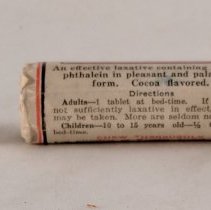 An effective laxative containing
phthalein in pleasant and pal
form. Cocoa flavored.
Directions
Adults—1 tablet at bed-time. If
not sufficiently laxative in effect
may be taken. More are seldom ne
Children—10 to 15 years old—½
bed-time.